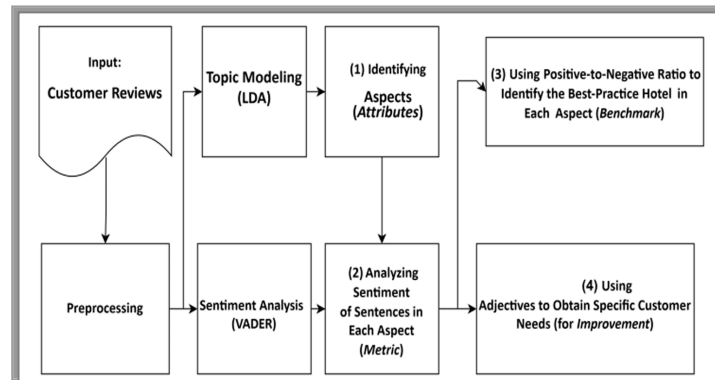 Input:
Customer Reviews
Topic Modeling
(LDA)
(1) Identifying
Aspects
(Attributes)
(3) Using Positive-to-Negative Ratio to
Identify the Best-Practice Hotel in
Each Aspect (Benchmark)
Preprocessing
Sentiment Analysis
(VADER)
(2) Analyzing
Sentiment
of Sentences in
Each Aspect
(Metric)
(4) Using
Adjectives to Obtain Specific Customer
Needs (for Improvement)